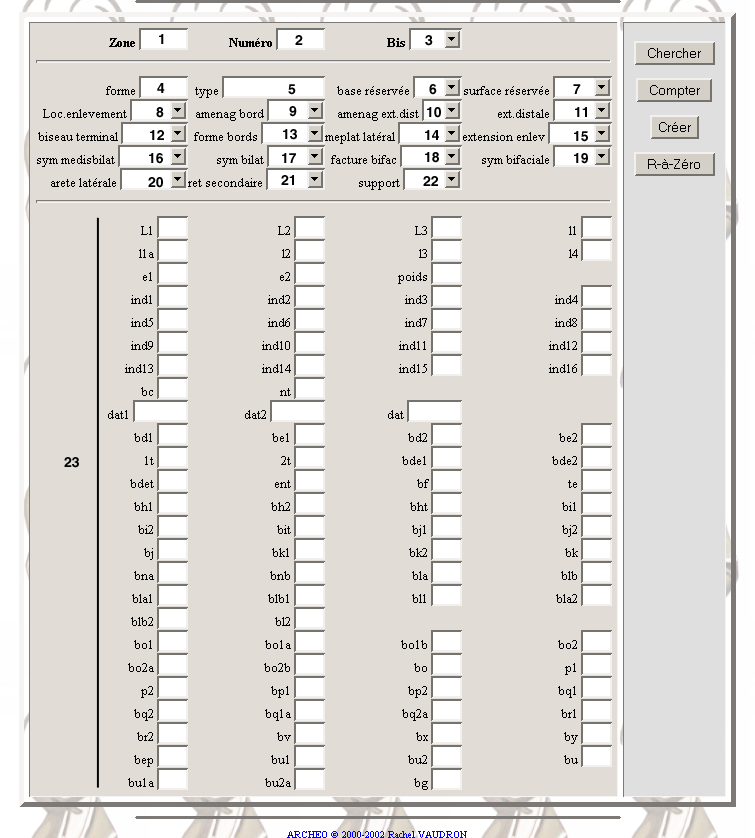 Zone 1 Numéro 2 Bis 3
forme 4 type 5 base réservée 6 surface réservée 7
Loc.enlevement 8 amenag bord 9 amenag ext.dist 10 ext.distale 11
biseau terminal 12 forme bords 13 meplat latéral 14 extension enlev 15
sym medisbilat 16 sym bilat 17 facture bifac 18 sym bifaciale 19
arete latérale 20 ret secondaire 21 support 22
L1 L2 L3 l1
l1a l2 l3 l4
e1 e2 poids
ind1 ind2 ind3 ind4
ind5 ind6 ind7 ind8
ind9 ind10 ind11 ind12
ind13 ind14 ind15 ind16
bc nt
dat1 dat2 dat
bd1 be1 bd2 be2
23 1t 2t bde1 bde2
bdet ent bf te
bh1 bh2 bht bi1
bi2 bit bj1 bj2
bj bk1 bk2 bk
bna bnb bla blb
bla1 blb1 bl1 bla2
blb2 bl2
bo1 bo1a bo1b bo2
bo2a bo2b bo p1
p2 bp1 bp2 bq1
bq2 bq1a bq2a br1
br2 bv bx by
bep bu1 bu2 bu
bu1a bu2a bg
Chercher
Compter
Créer
R-à-Zéro
ARCHEO © 2000-2002 Rachel VAUDRON